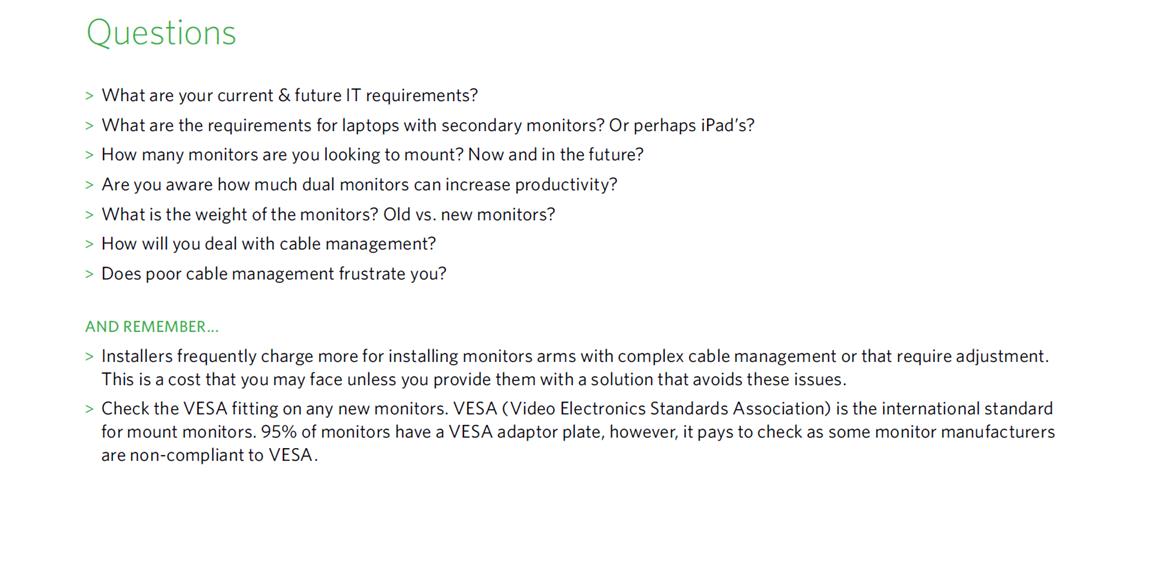 Questions
> What are your current & future IT requirements?
> What are the requirements for laptops with secondary monitors? Or perhaps iPad's?
> How many monitors are you looking to mount? Now and in the future?
> Are you aware how much dual monitors can increase productivity?
> What is the weight of the monitors? Old vs. new monitors?
> How will you deal with cable management?
> Does poor cable management frustrate you?
AND REMEMBER...
> Installers frequently charge more for installing monitors arms with complex cable management or that require adjustment.
This is a cost that you may face unless you provide them with a solution that avoids these issues.
> Check the VESA fitting on any new monitors. VESA (Video Electronics Standards Association) is the international standard
for mount monitors. 95% of monitors have a VESA adaptor plate, however, it pays to check as some monitor manufacturers
are non-compliant to VESA.